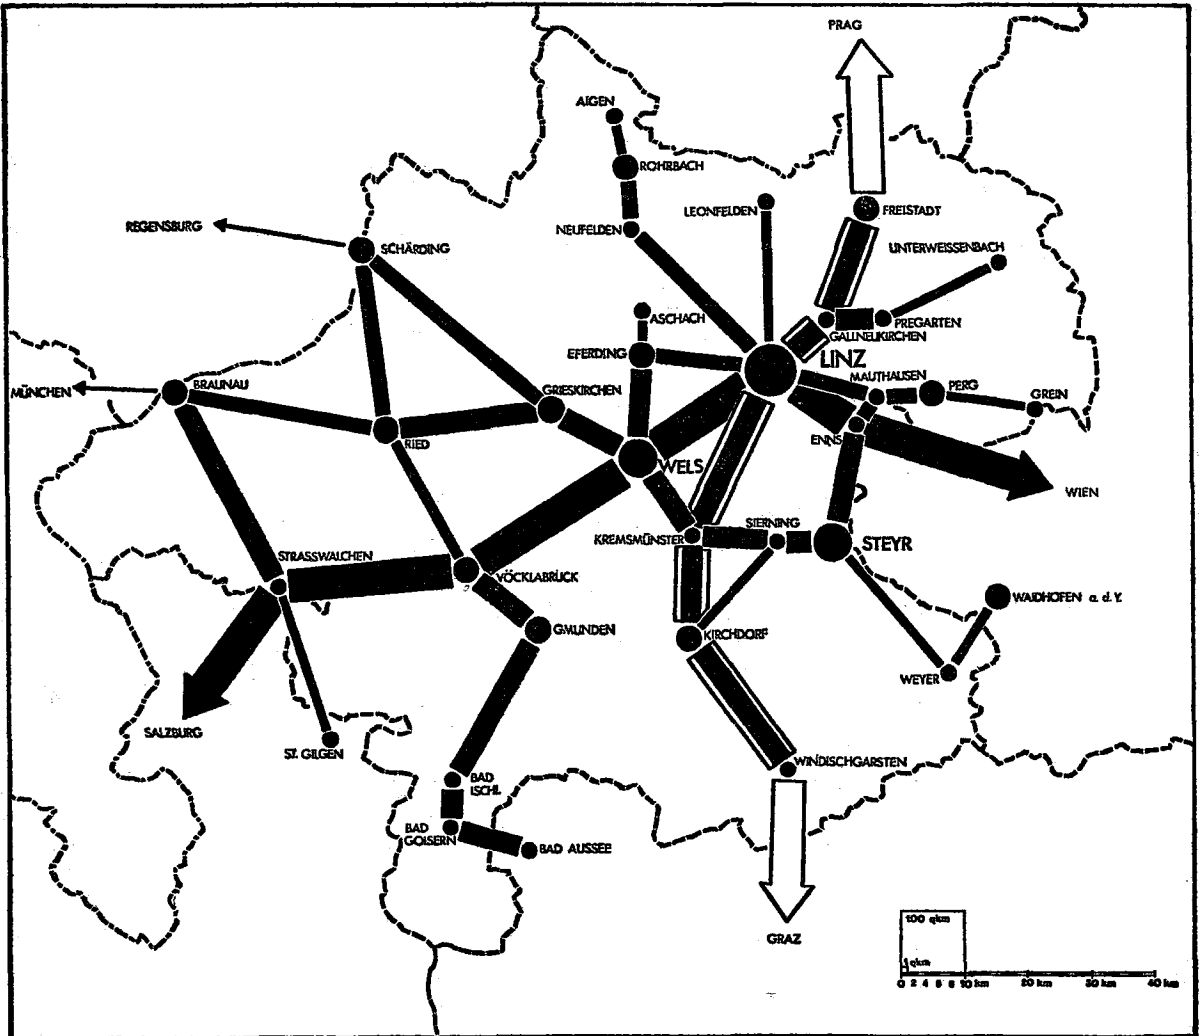 PRAG
AIGEN
ROHRBACH
LEONFELDEN
FREISTADT
REGENSBURG
NEUFELDEN
SCHÄRDING
UNTERWEISSENBACH
ASCHACH
PREGARTEN
GALLNEUKIRCHEN
EFERDING
LINZ
MAUTHAUSEN
MÜNCHEN
BRAUNAU
GRIESKIRCHEN
PERG
GREIN
RIED
ENNS
WELS
WIEN
SIERNING
KREMSMÜNSTER
STEYR
STRASSWALCHEN
VÖCKLABRUCK
WAIDHOFEN a.d.Y.
GMUNDEN
KIRCHDORF
WEYER
SALZBURG
ST. GILGEN
WINDISCHGARSTEN
BAD
ISCHL
BAD
GOISERN
BAD AUSSEE
GRAZ
100 qkm
1 qkm
0 2 4 6 8 10 km 20 km 30 km 40 km